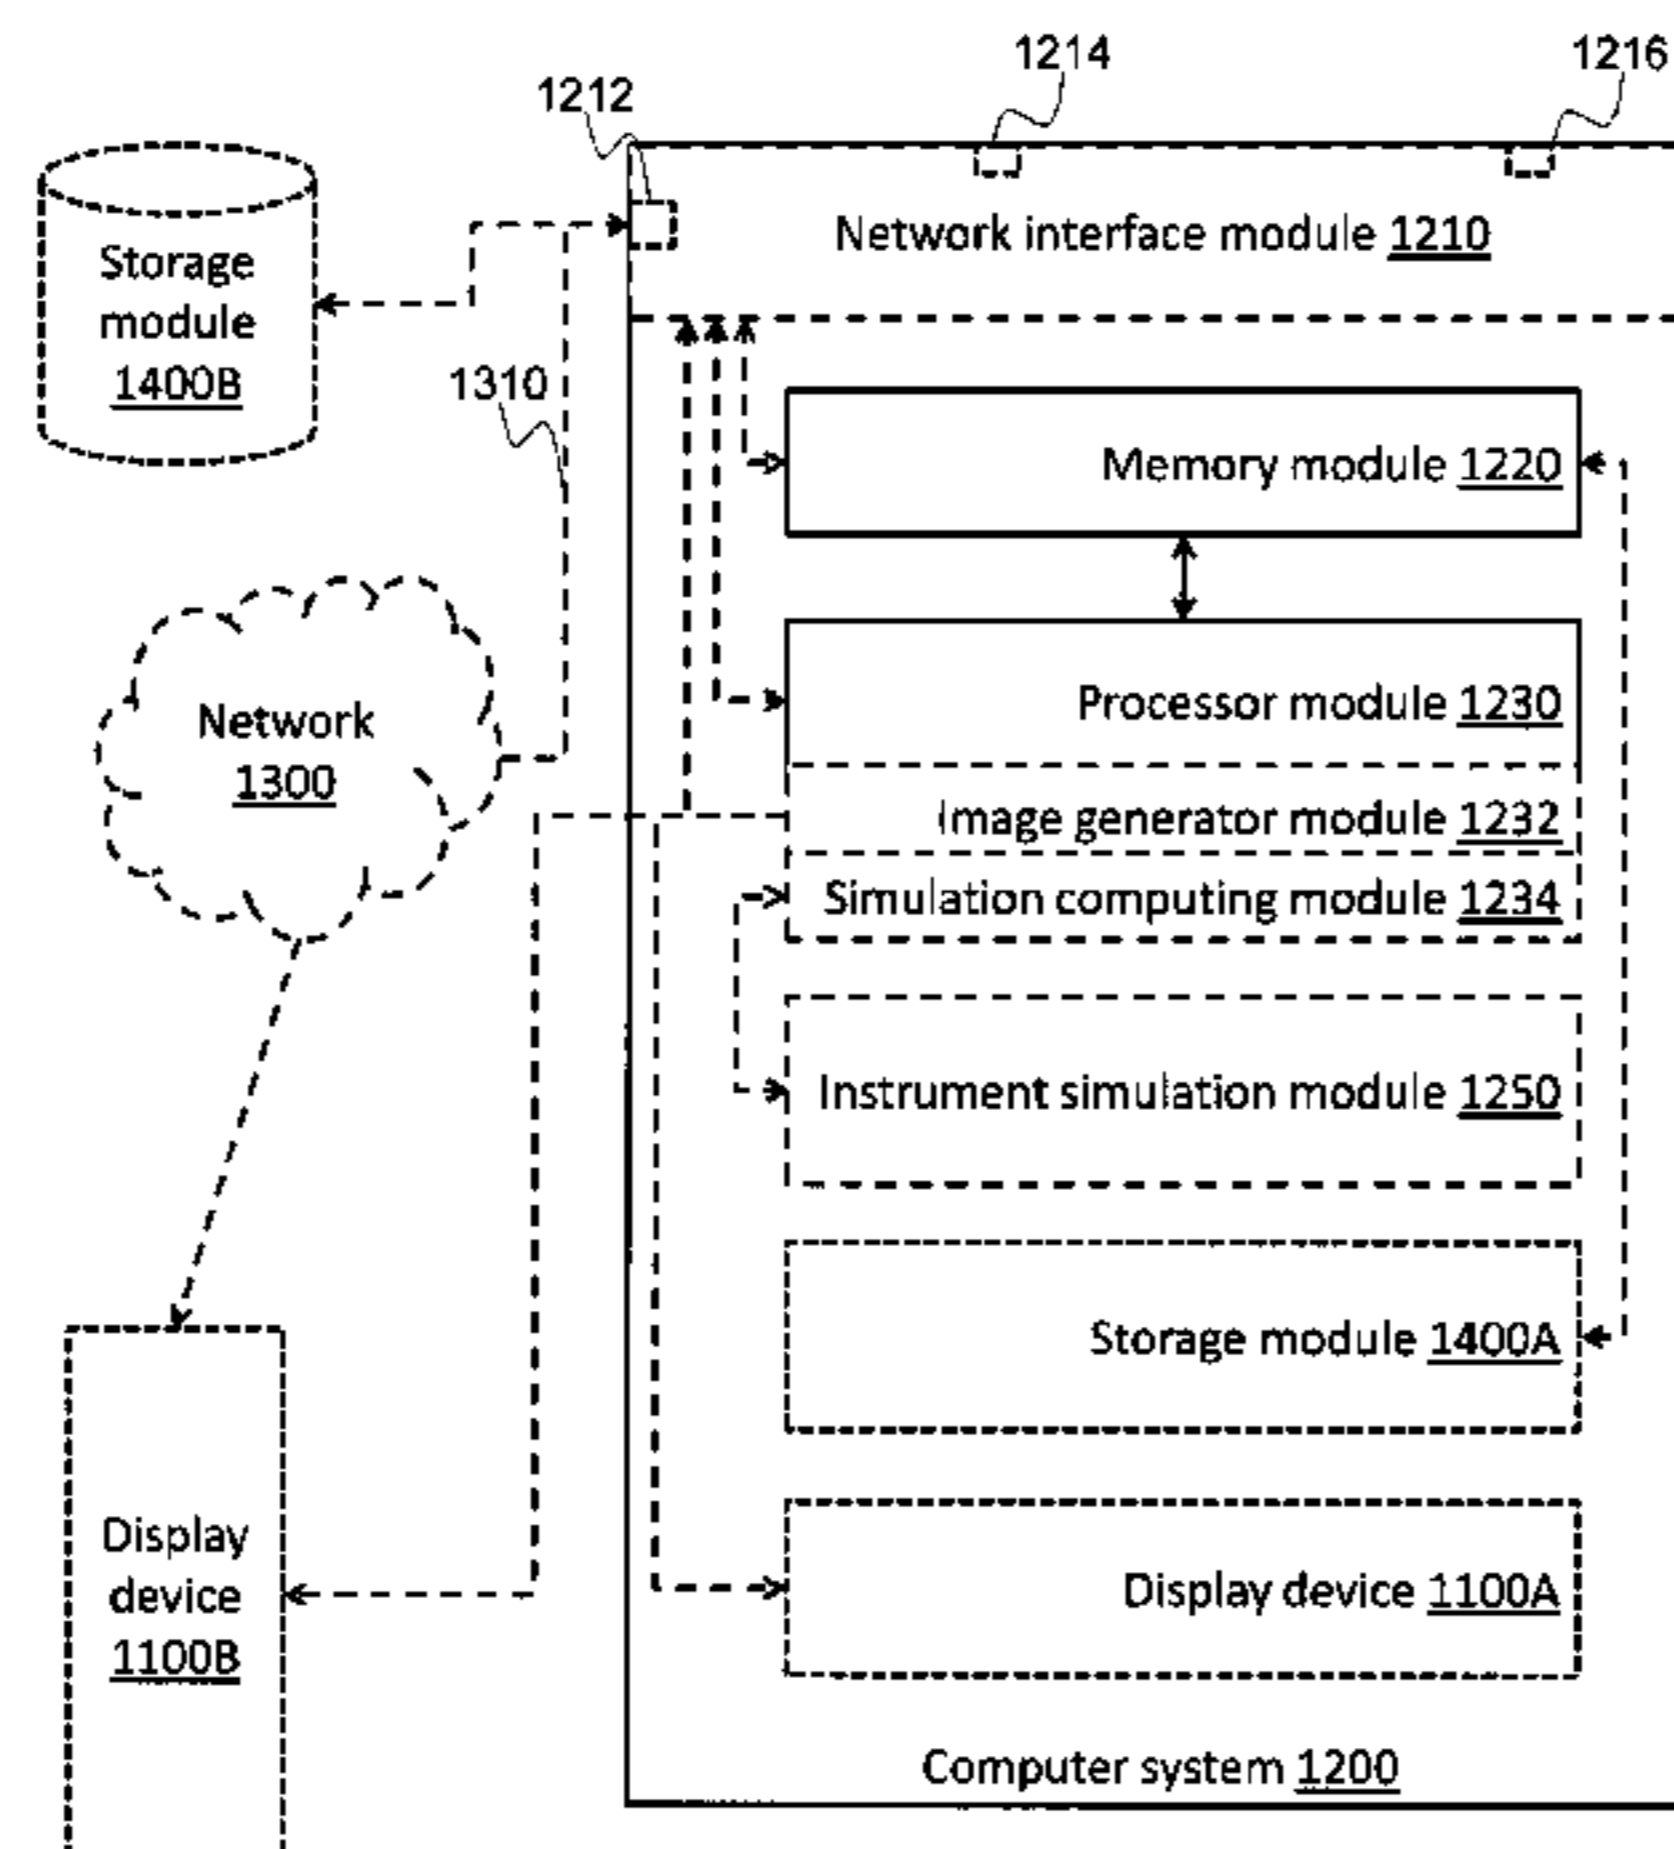 1214
1216
1212
Network interface module 1210
Storage
module
1400B
1310
Memory module 1220
Network
1300
Processor module 1230
Image generator module 1232
Simulation computing module 1234
Instrument simulation module 1250
Storage module 1400A
Display
device
1100B
Display device 1100A
Computer system 1200